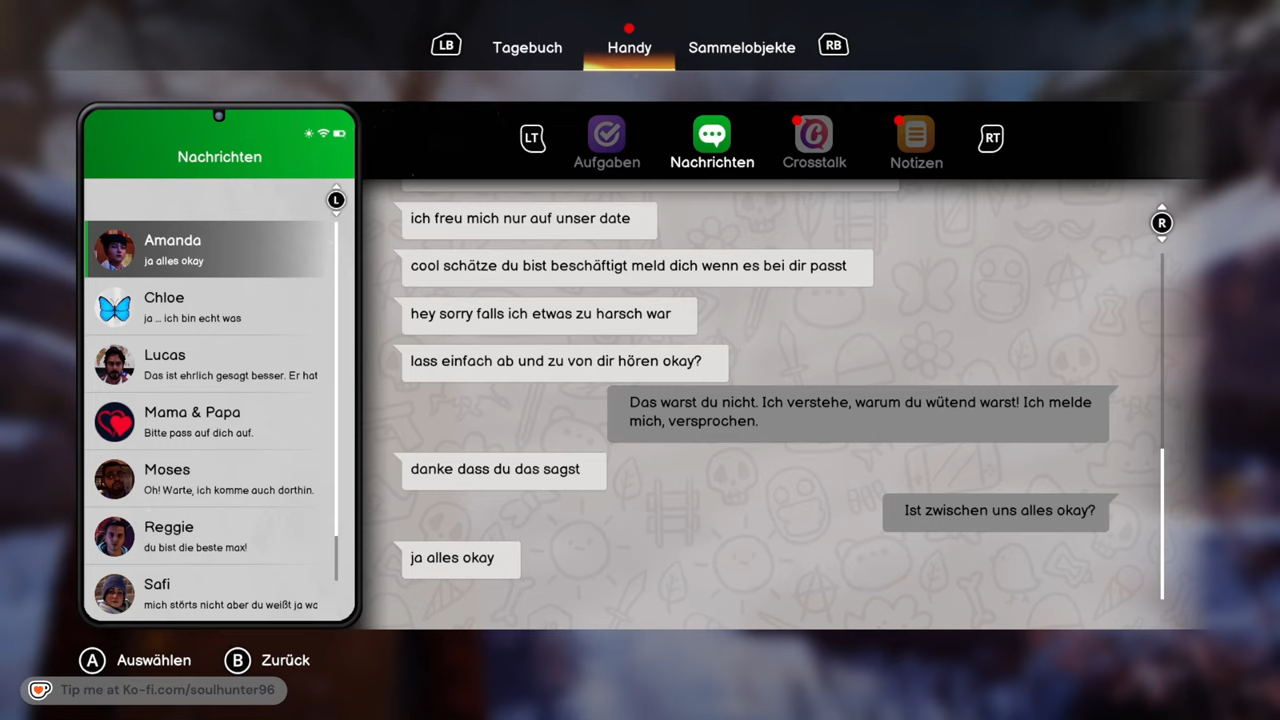 LB
Tagebuch
Handy
Sammelobjekte
RB
Nachrichten
L
Amanda
ja alles okay
Chloe
ja ... ich bin echt was
Lucas
Das ist ehrlich gesagt besser. Er hat
Mama & Papa
Bitte pass auf dich auf.
Moses
Oh! Warte, ich komme auch dorthin.
Reggie
du bist die beste max!
Safi
mich störts nicht aber du weißt ja wo
LT
Aufgaben
Nachrichten
Crosstalk
Notizen
RT
R
ich freu mich nur auf unser date
cool schätze du bist beschäftigt meld dich wenn es bei dir passt
hey sorry falls ich etwas zu harsch war
lass einfach ab und zu von dir hören okay?
Das warst du nicht. Ich verstehe, warum du wütend warst! Ich melde
mich, versprochen.
danke dass du das sagst
Ist zwischen uns alles okay?
ja alles okay
A Auswählen
B Zurück
Tip me at Ko-fi.com/soulhunter96